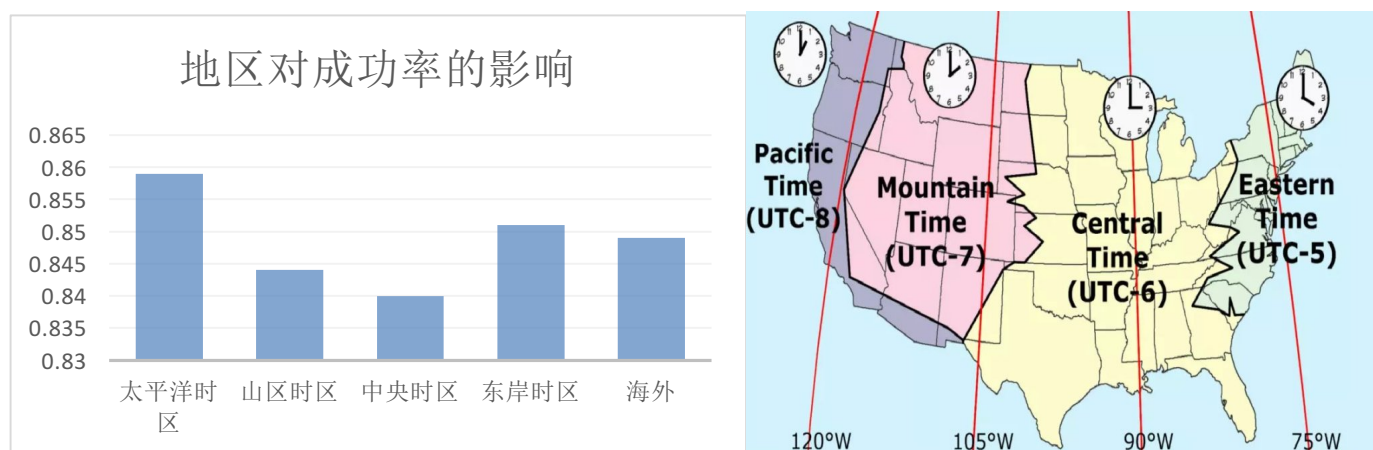 地区对成功率的影响
0.865
0.86
0.855
0.85
0.845
0.84
0.835
0.83
太平洋时
区
山区时区
中央时区
东岸时区
海外
Pacific
Time
(UTC-8)
Mountain
Time
(UTC-7)
Central
Time
(UTC-6)
Eastern
Time
(UTC-5)
120°W
105°W
90°W
75°W